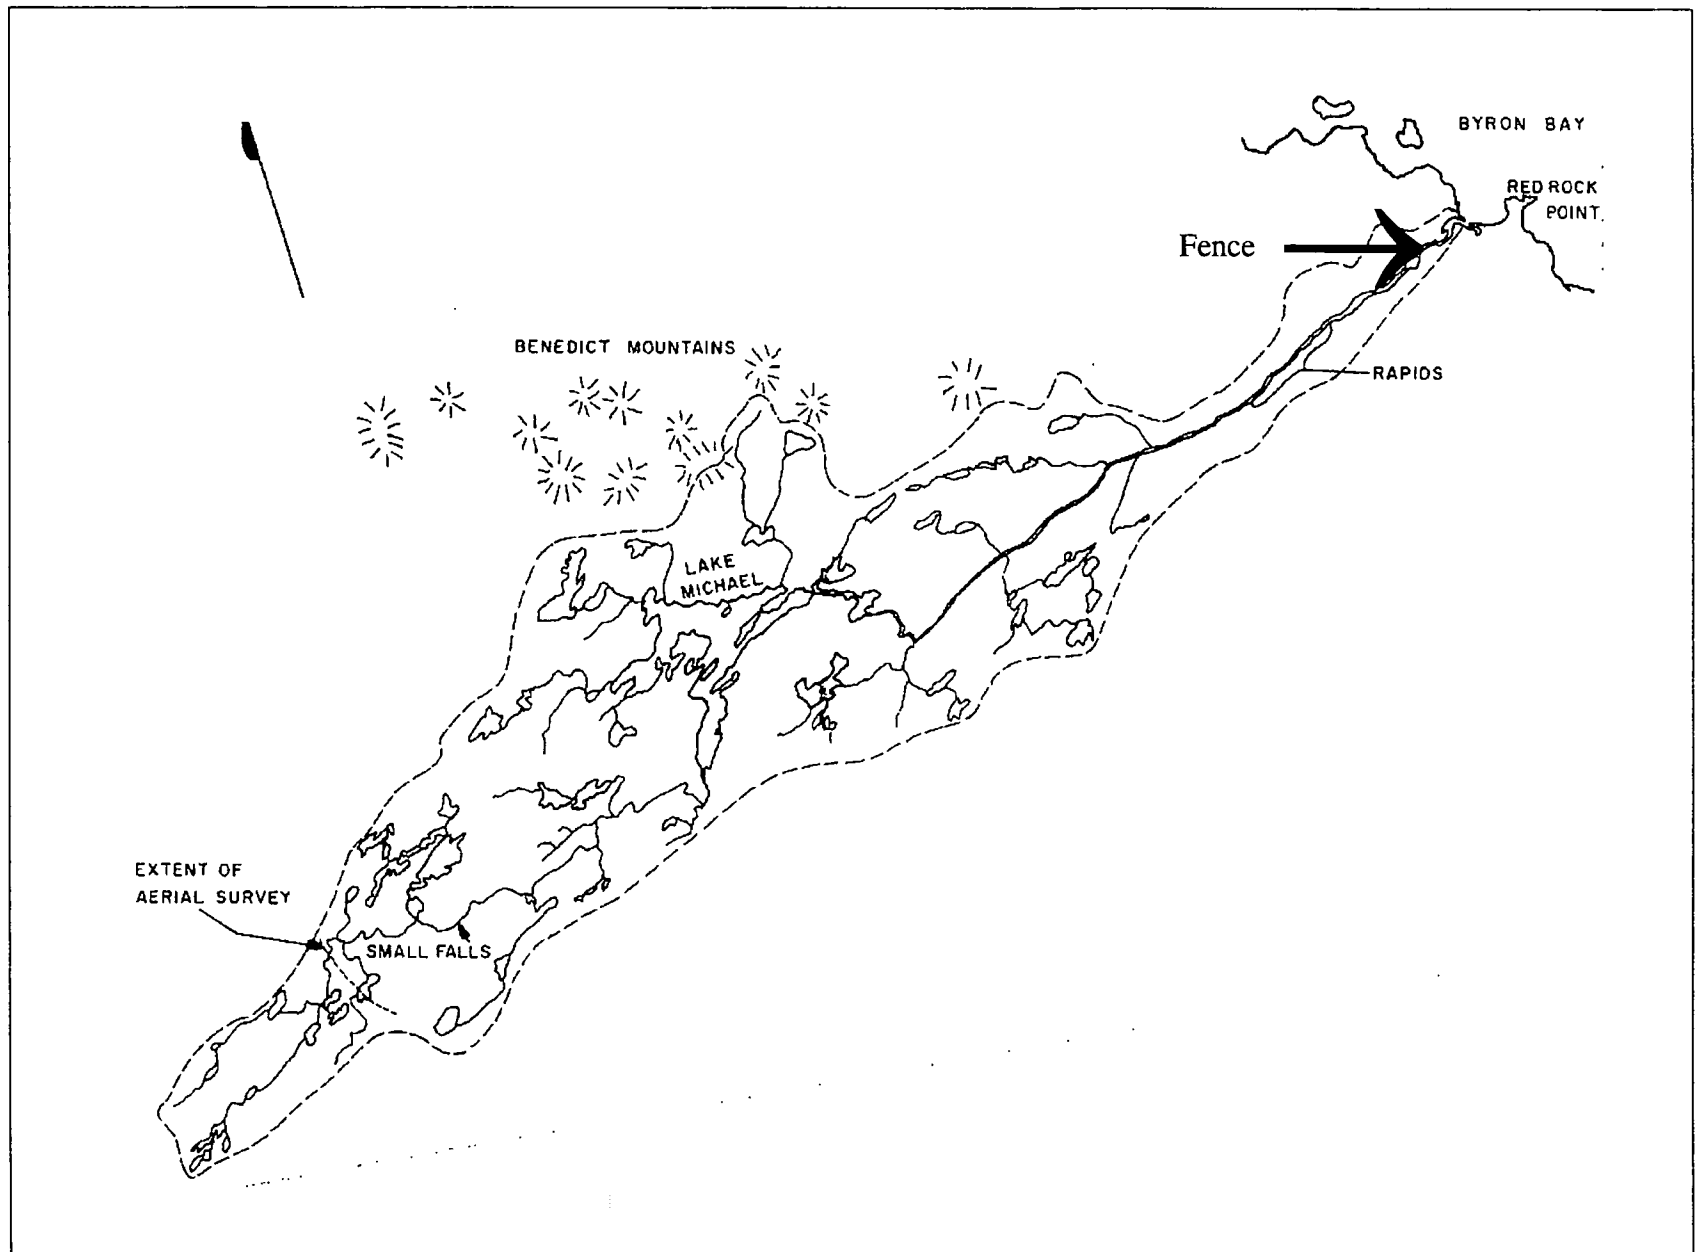 BYRON BAY
RED ROCK
POINT
Fence
BENEDICT MOUNTAINS
RAPIDS
LAKE
MICHAEL
EXTENT OF
AERIAL SURVEY
SMALL FALLS